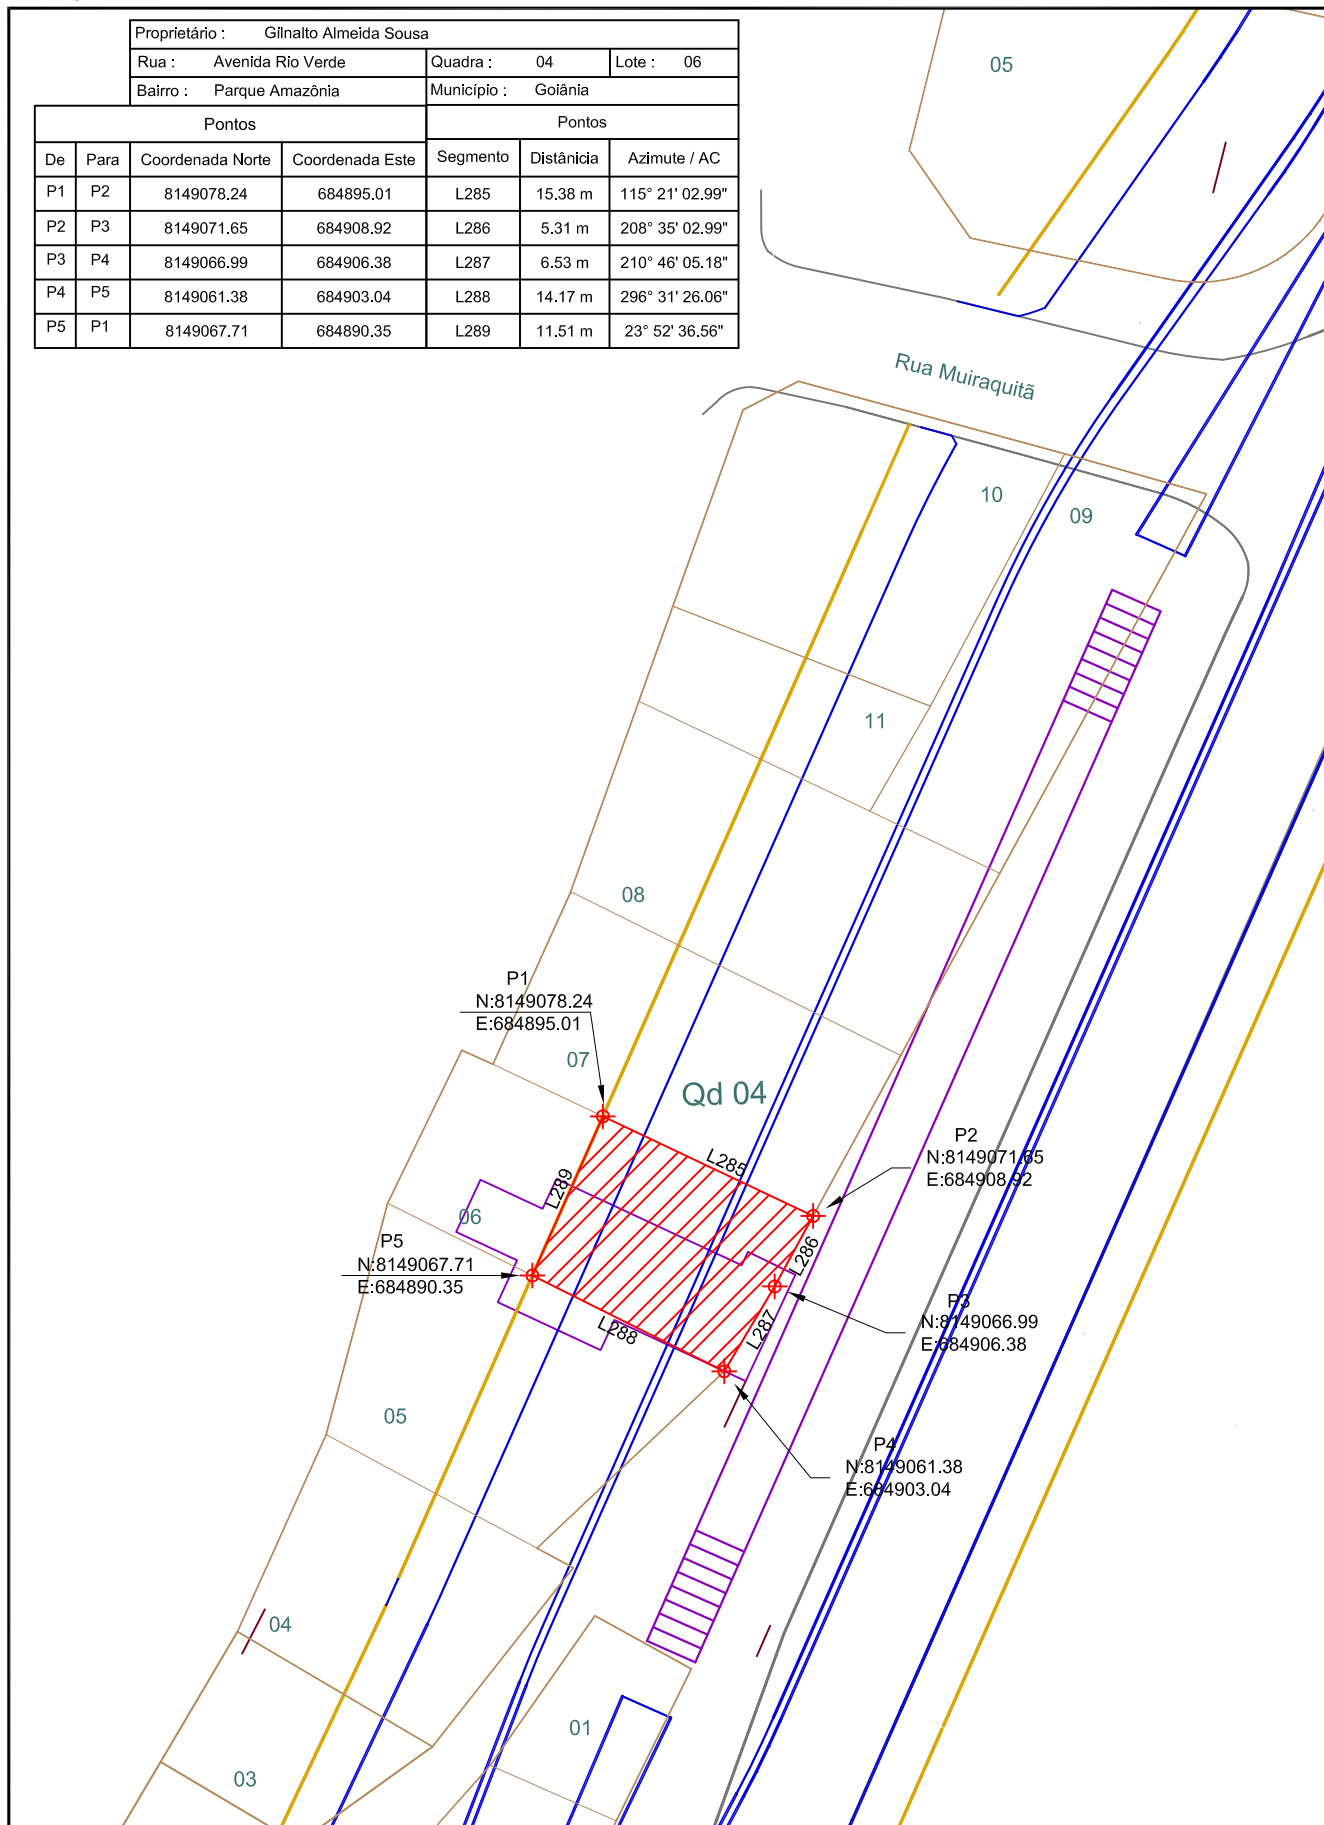 Proprietário : Gilnalto Almeida Sousa
Rua : Avenida Rio Verde Quadra : 04 Lote : 06
Bairro : Parque Amazônia Município : Goiânia
Pontos Pontos
De Para Coordenada Norte Coordenada Este Segmento Distânicia Azimute / AC
P1 P2 8149078.24 684895.01 L285 15.38 m 115° 21' 02.99"
P2 P3 8149071.65 684908.92 L286 5.31 m 208° 35' 02.99"
P3 P4 8149066.99 684906.38 L287 6.53 m 210° 46' 05.18"
P4 P5 8149061.38 684903.04 L288 14.17 m 296° 31' 26.06"
P5 P1 8149067.71 684890.35 L289 11.51 m 23° 52' 36.56"
05
Rua Muiraquitã
10
09
11
08
P1
N:8149078.24
E:684895.01
07
Qd 04
L285
P2
N:8149071.65
E:684908.92
L289
06
P5
N:8149067.71
E:684890.35
L286
P3
N:8149066.99
E:684906.38
L287
L288
05
P4
N:8149061.38
E:684903.04
04
01
03